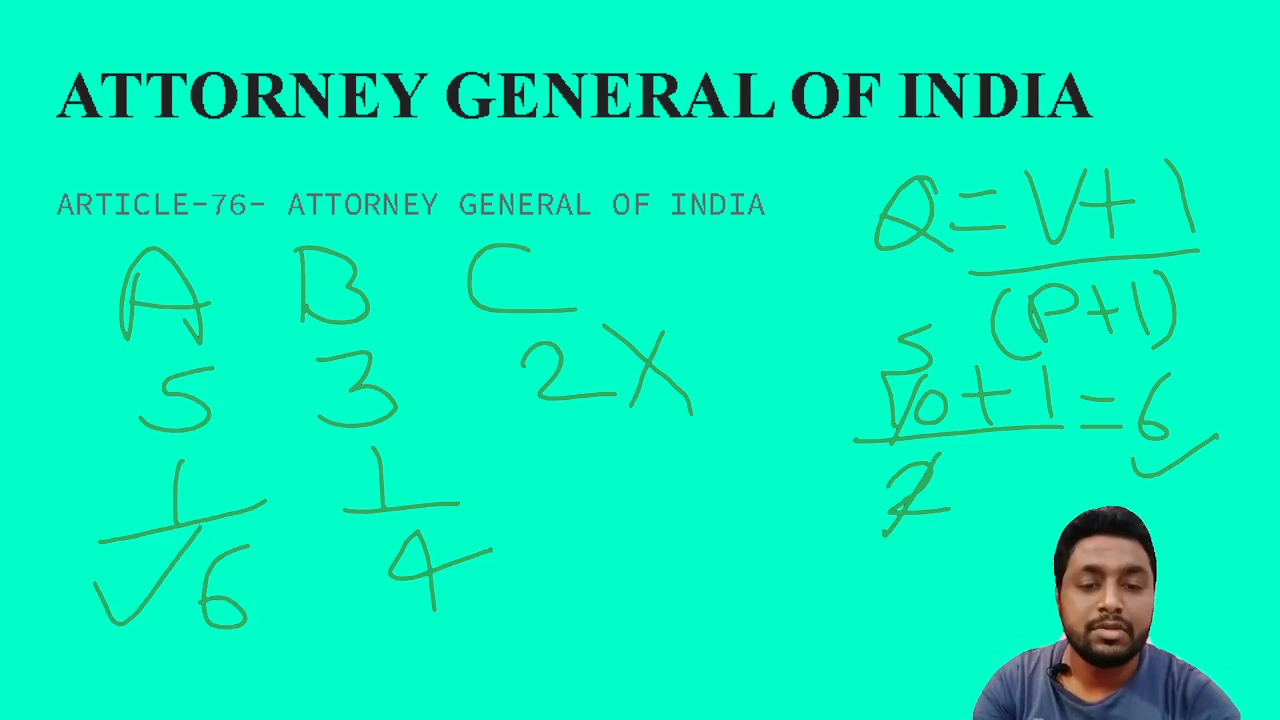 ATTORNEY GENERAL OF INDIA
ARTICLE-76- ATTORNEY GENERAL OF INDIA
A B C
5 3 2X
1/√6 1/4
Q = V+1/(P+1)
5
10/2 + 1 = 6 ✓